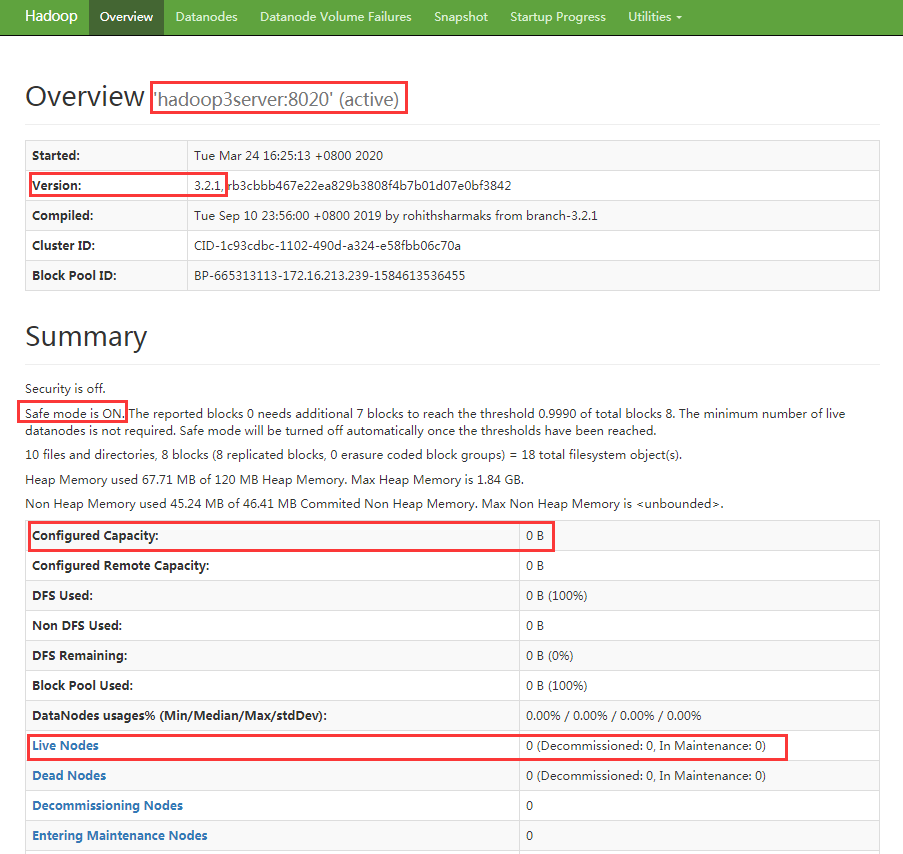 Hadoop Overview Datanodes Datanode Volume Failures Snapshot Startup Progress Utilities
Overview 'hadoop3server:8020' (active)
Started: Tue Mar 24 16:25:13 +0800 2020
Version: 3.2.1, rb3cbbb467e22ea829b3808f4b7b01d07e0bf3842
Compiled: Tue Sep 10 23:56:00 +0800 2019 by rohithsharmaks from branch-3.2.1
Cluster ID: CID-1c93cdbc-1102-490d-a324-e58fbb06c70a
Block Pool ID: BP-665313113-172.16.213.239-1584613536455
Summary
Security is off.
Safe mode is ON. The reported blocks 0 needs additional 7 blocks to reach the threshold 0.9990 of total blocks 8. The minimum number of live
datanodes is not required. Safe mode will be turned off automatically once the thresholds have been reached.
10 files and directories, 8 blocks (8 replicated blocks, 0 erasure coded block groups) = 18 total filesystem object(s).
Heap Memory used 67.71 MB of 120 MB Heap Memory. Max Heap Memory is 1.84 GB.
Non Heap Memory used 45.24 MB of 46.41 MB Commited Non Heap Memory. Max Non Heap Memory is <unbounded>.
Configured Capacity: 0 B
Configured Remote Capacity: 0 B
DFS Used: 0 B (100%)
Non DFS Used: 0 B
DFS Remaining: 0 B (0%)
Block Pool Used: 0 B (100%)
DataNodes usages% (Min/Median/Max/stdDev): 0.00% / 0.00% / 0.00% / 0.00%
Live Nodes 0 (Decommissioned: 0, In Maintenance: 0)
Dead Nodes 0 (Decommissioned: 0, In Maintenance: 0)
Decommissioning Nodes 0
Entering Maintenance Nodes 0